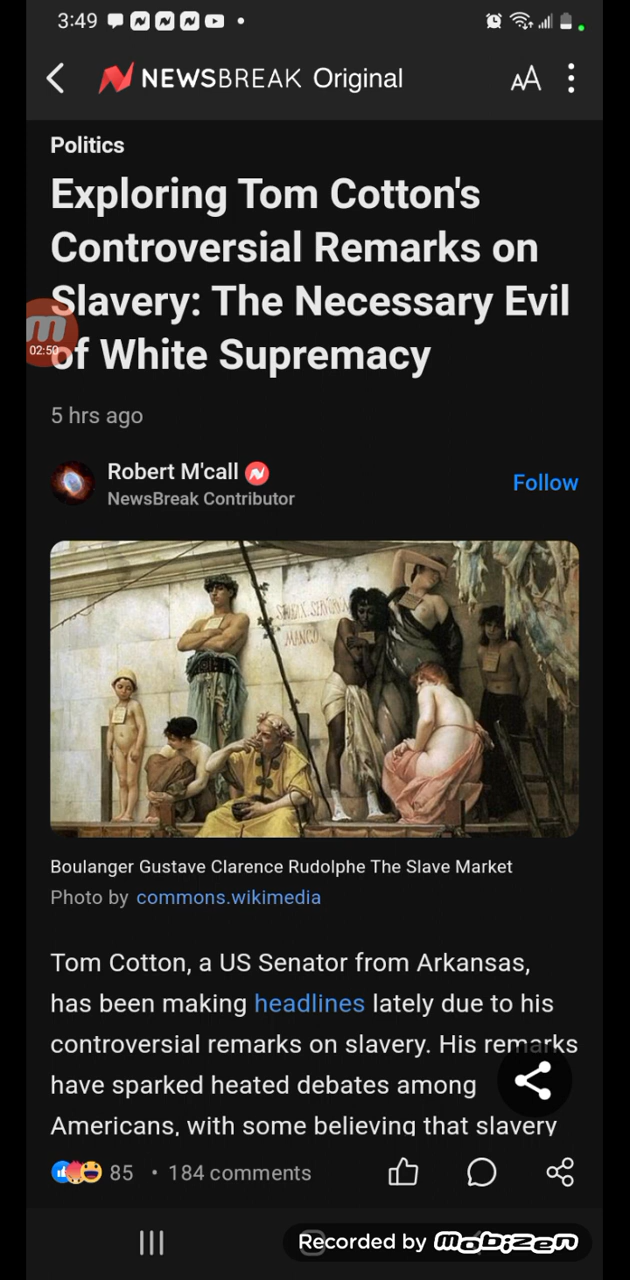 3:49
NEWSBREAK Original
AA
Politics
Exploring Tom Cotton's
Controversial Remarks on
Slavery: The Necessary Evil
of White Supremacy
m
02:50
5 hrs ago
Robert M'call
NewsBreak Contributor
Follow
MANGO
Boulanger Gustave Clarence Rudolphe The Slave Market
Photo by commons.wikimedia
Tom Cotton, a US Senator from Arkansas,
has been making headlines lately due to his
controversial remarks on slavery. His remarks
have sparked heated debates among
Americans, with some believing that slavery
85 • 184 comments
Recorded by mobizen